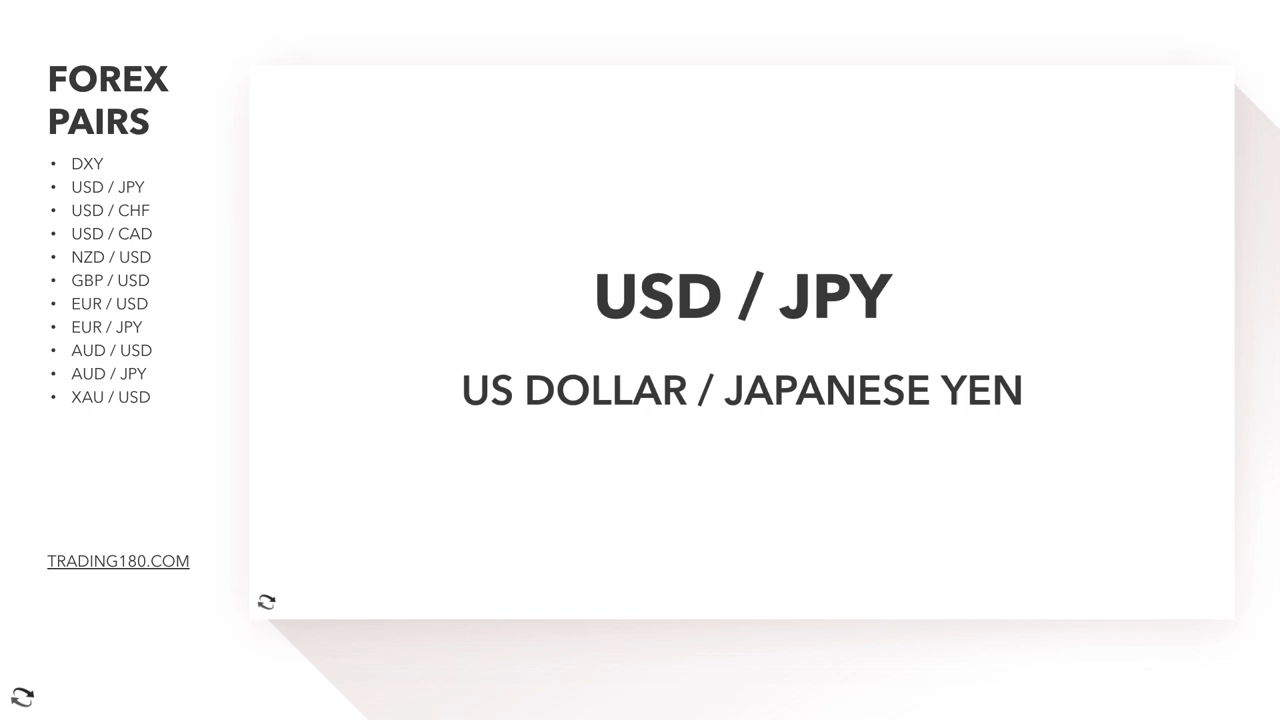 FOREX
PAIRS
• DXY
• USD / JPY
• USD / CHF
• USD / CAD
• NZD / USD
• GBP / USD
• EUR / USD
• EUR / JPY
• AUD / USD
• AUD / JPY
• XAU / USD
TRADING180.COM
USD / JPY
US DOLLAR / JAPANESE YEN